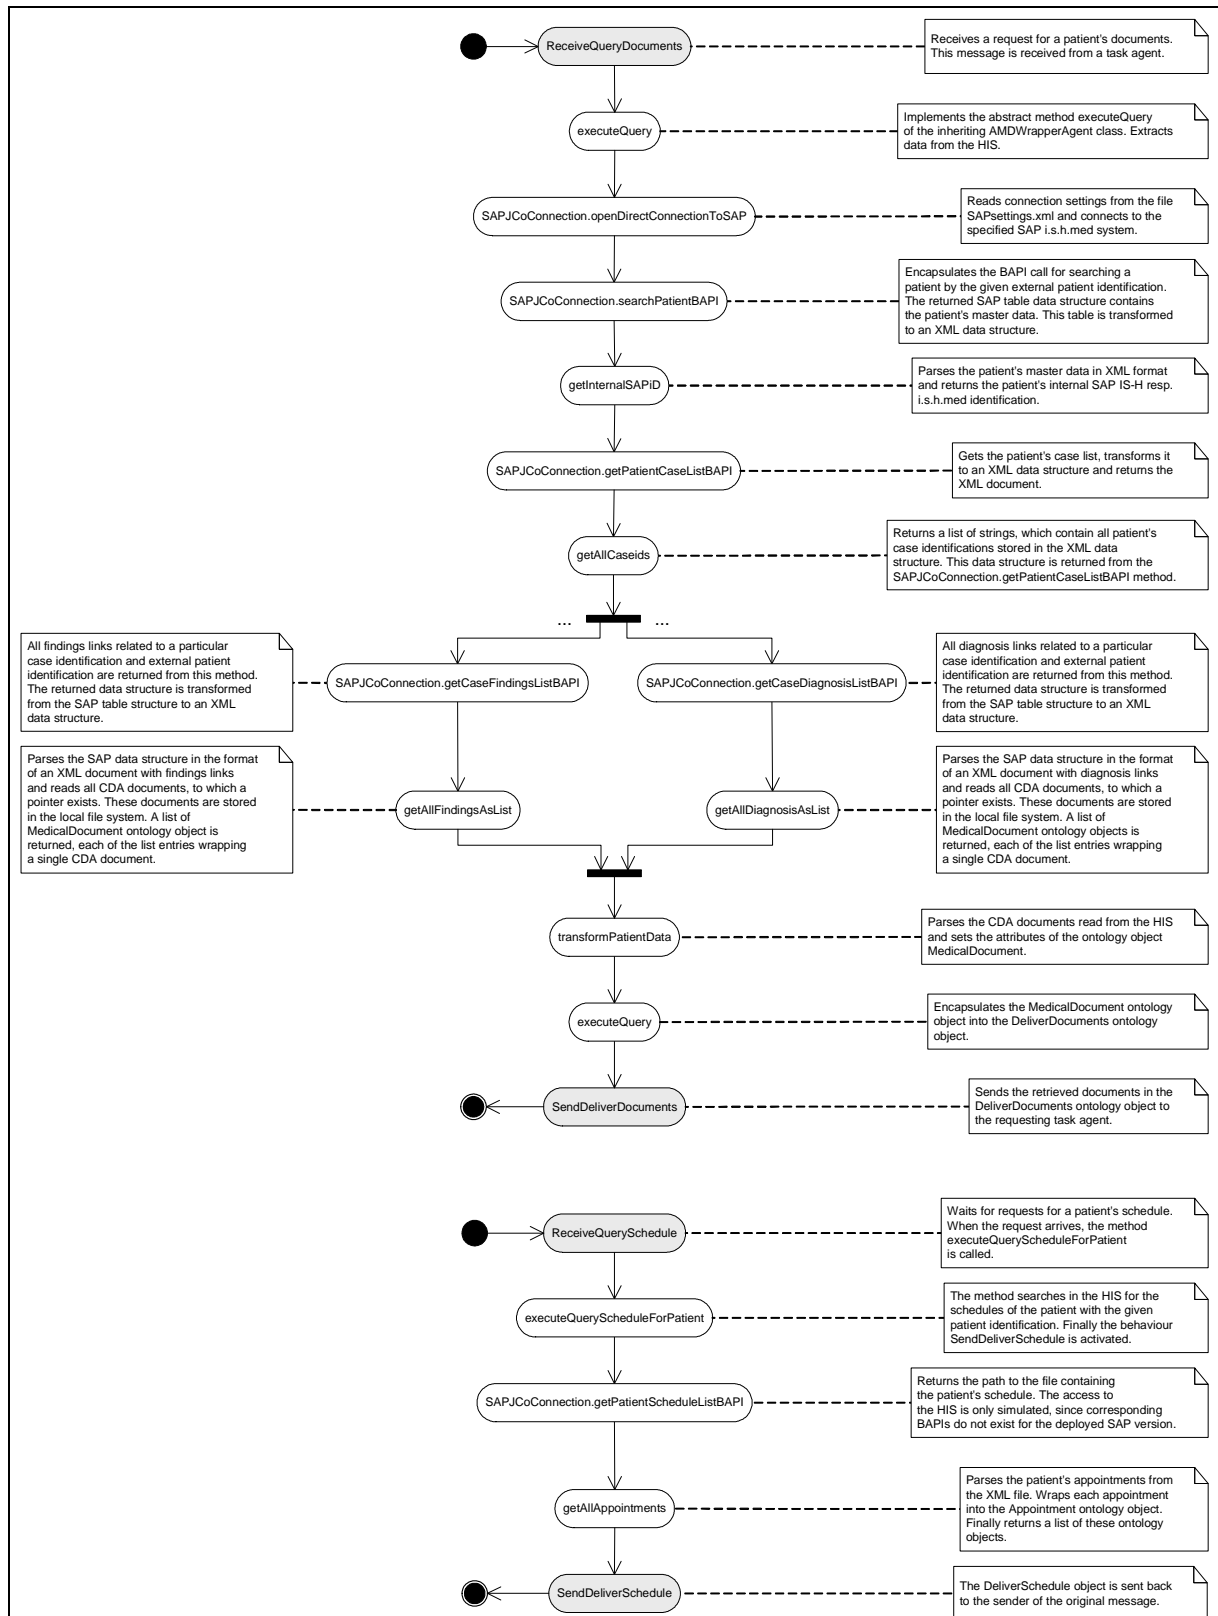 ReceiveQueryDocuments
Receives a request for a patient's documents.
This message is received from a task agent.
executeQuery
Implements the abstract method executeQuery
of the inheriting AMDWrapperAgent class. Extracts
data from the HIS.
SAPJCoConnection.openDirectConnectionToSAP
Reads connection settings from the file
SAPsettings.xml and connects to the
specified SAP i.s.h.med system.
SAPJCoConnection.searchPatientBAPI
Encapsulates the BAPI call for searching a
patient by the given external patient identification.
The returned SAP table data structure contains
the patient's master data. This table is transformed
to an XML data structure.
getInternalSAPiD
Parses the patient's master data in XML format
and returns the patient's internal SAP IS-H resp.
i.s.h.med identification.
SAPJCoConnection.getPatientCaseListBAPI
Gets the patient's case list, transforms it
to an XML data structure and returns the
XML document.
getAllCaseids
Returns a list of strings, which contain all patient's
case identifications stored in the XML data
structure. This data structure is returned from the
SAPJCoConnection.getPatientCaseListBAPI method.
... ...
All findings links related to a particular
case identification and external patient
identification are returned from this method.
The returned data structure is transformed
from the SAP table structure to an XML
data structure.
SAPJCoConnection.getCaseFindingsListBAPI
SAPJCoConnection.getCaseDiagnosisListBAPI
All diagnosis links related to a particular
case identification and external patient
identification are returned from this method.
The returned data structure is transformed
from the SAP table structure to an XML
data structure.
Parses the SAP data structure in the format
of an XML document with findings links
and reads all CDA documents, to which a
pointer exists. These documents are stored
in the local file system. A list of
MedicalDocument ontology object is
returned, each of the list entries wrapping
a single CDA document.
getAllFindingsAsList
getAllDiagnosisAsList
Parses the SAP data structure in the format
of an XML document with diagnosis links
and reads all CDA documents, to which a
pointer exists. These documents are stored
in the local file system. A list of
MedicalDocument ontology objects is
returned, each of the list entries wrapping
a single CDA document.
transformPatientData
Parses the CDA documents read from the HIS
and sets the attributes of the ontology object
MedicalDocument.
executeQuery
Encapsulates the MedicalDocument ontology
object into the DeliverDocuments ontology
object.
SendDeliverDocuments
Sends the retrieved documents in the
DeliverDocuments ontology object to
the requesting task agent.
ReceiveQuerySchedule
Waits for requests for a patient's schedule.
When the request arrives, the method
executeQueryScheduleForPatient
is called.
executeQueryScheduleForPatient
The method searches in the HIS for the
schedules of the patient with the given
patient identification. Finally the behaviour
SendDeliverSchedule is activated.
SAPJCoConnection.getPatientScheduleListBAPI
Returns the path to the file containing
the patient's schedule. The access to
the HIS is only simulated, since corresponding
BAPIs do not exist for the deployed SAP version.
getAllAppointments
Parses the patient's appointments from
the XML file. Wraps each appointment
into the Appointment ontology object.
Finally returns a list of these ontology
objects.
SendDeliverSchedule
The DeliverSchedule object is sent back
to the sender of the original message.